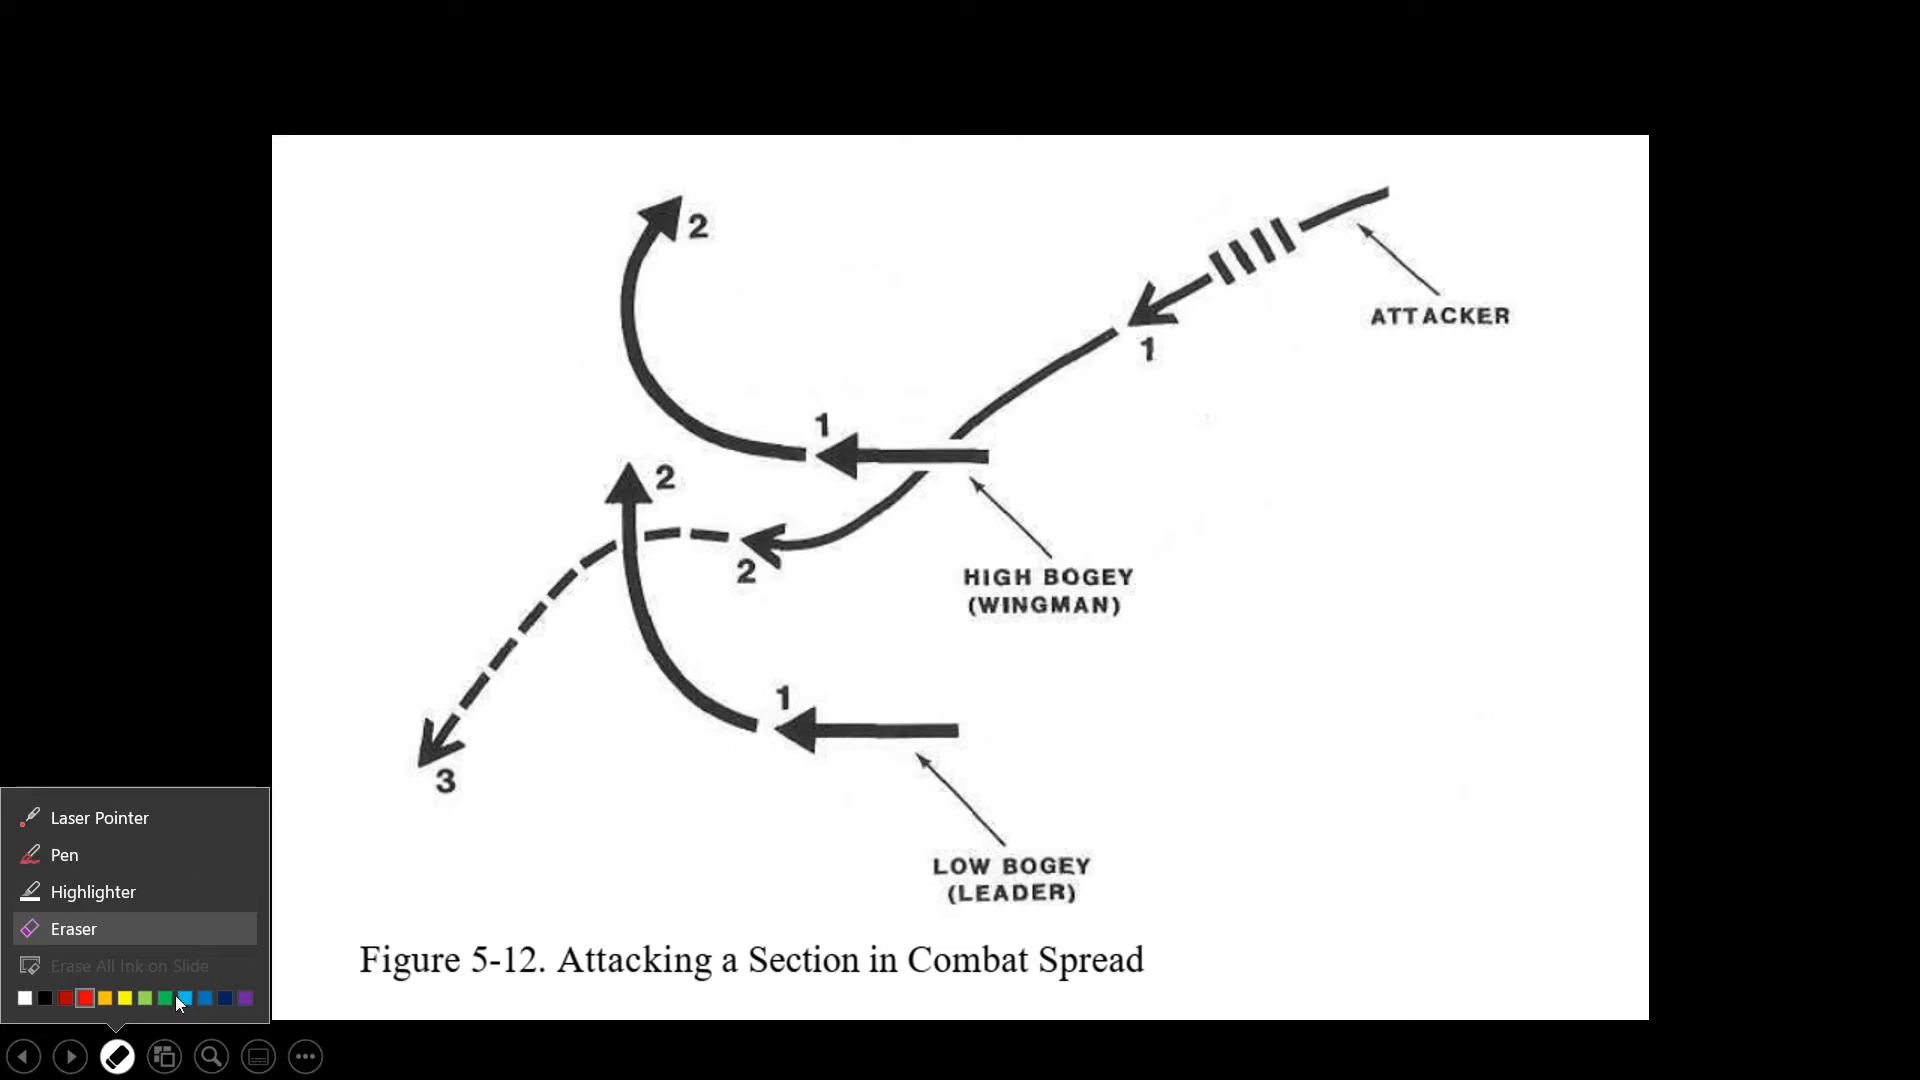 2
ATTACKER
1
1
2
2
HIGH BOGEY
(WINGMAN)
1
3
LOW BOGEY
(LEADER)
Figure 5-12. Attacking a Section in Combat Spread
Laser Pointer
Pen
Highlighter
Eraser
Erase All Ink on Slide